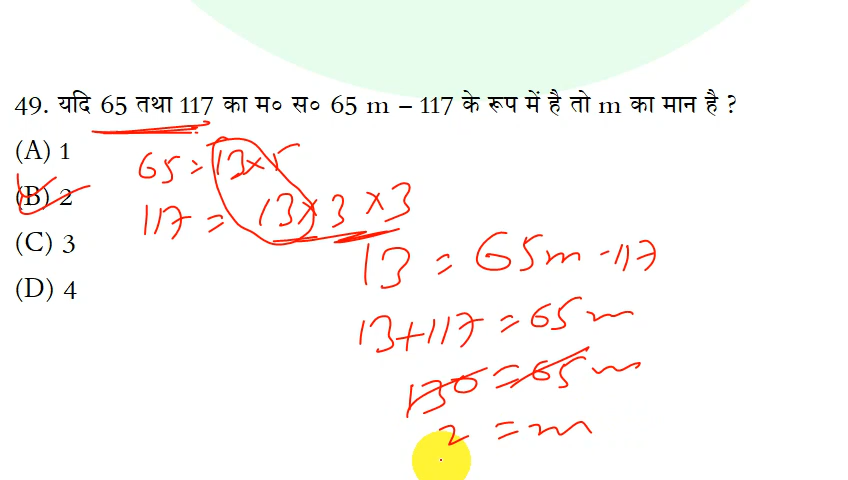 49. यदि 65 तथा 117 का म० स० 65 m – 117 के रूप में है तो m का मान है ?
(A) 1
(B) 2
(C) 3
(D) 4
65 = 13 × 5
117 = 13 × 3 × 3
13 = 65m - 117
13 + 117 = 65m
130 = 65m
2 = m